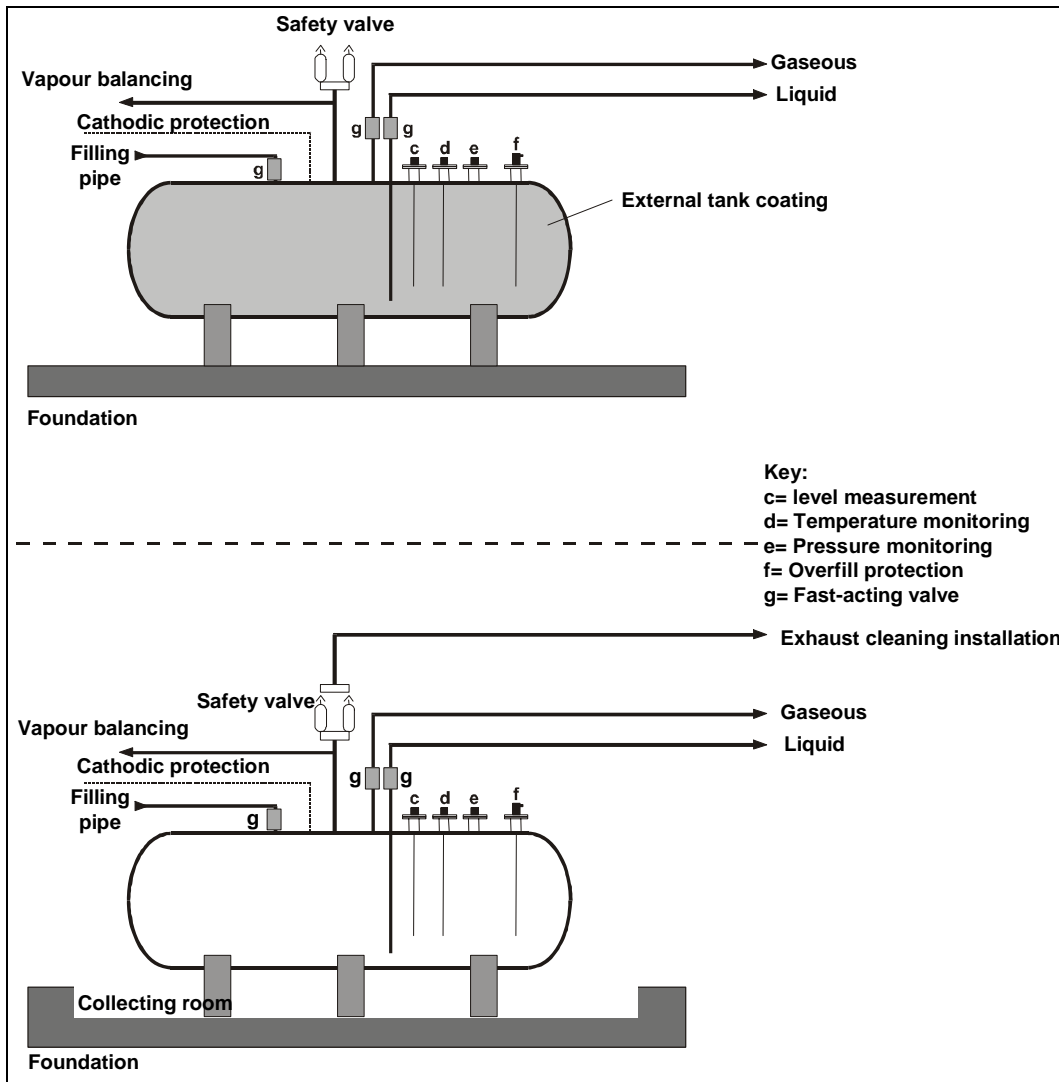 Safety valve
Gaseous
Vapour balancing
Liquid
Cathodic protection
g
g
Filling
pipe
g
c d e f
External tank coating
Foundation
Key:
c= level measurement
d= Temperature monitoring
e= Pressure monitoring
f= Overfill protection
g= Fast-acting valve
Exhaust cleaning installation
Safety valve
Gaseous
Vapour balancing
Liquid
Cathodic protection
g
g
Filling
pipe
g
c d e f
Collecting room
Foundation